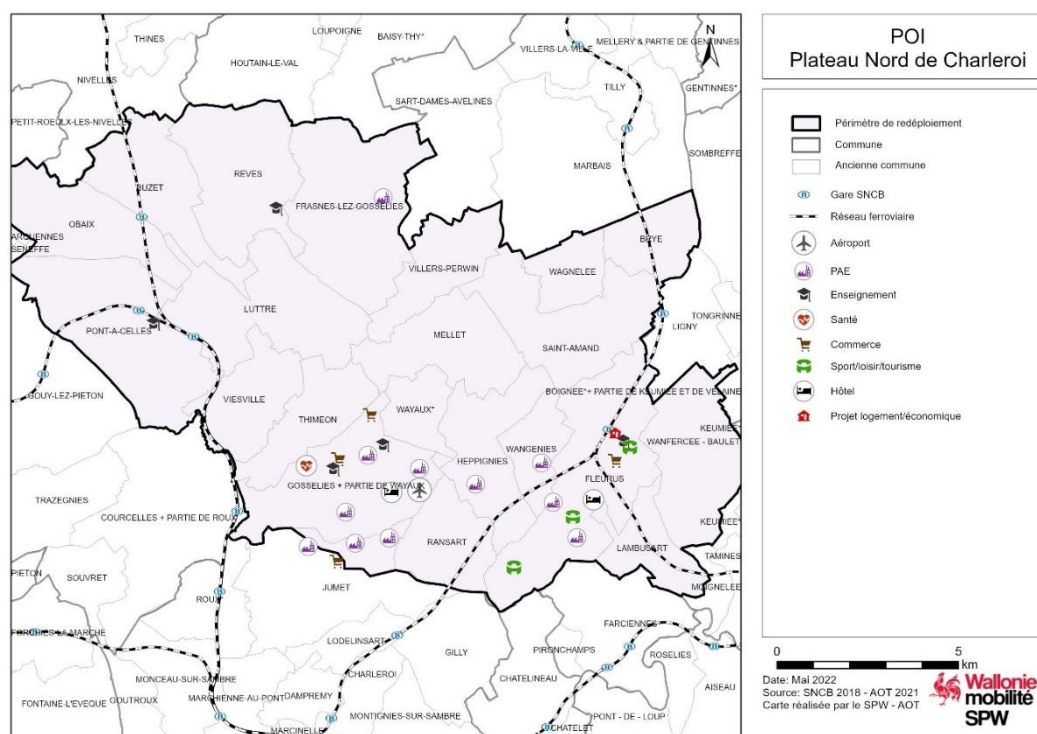 THINES
LOUPOIGNE
BAISY-THY*
VILLERS-LA-VILLE
MELLERY & PARTIE DE GENTINNES
N
HOUTAIN-LE-VAL
NIVELLES
TILLY
GENTINNES*
SART-DAMES-AVELINES
PETIT-ROEULX-LES-NIVELLES
SOMBREFFE
MARBAIS
REVES
BUZET
FRASNES-LEZ-GOSSELIES
OBAIX
BRYE
SENEFFE
VILLERS-PERWIN
WAGNELEE
LUTTRE
TONGRINNE
LIGNY
PONT-A-CELLES
MELLET
SAINT-AMAND
GOUY-LEZ-PIETON
VIESVILLE
BOIGNEE*+ PARTIE DE KEUMIEE ET DE VELAINE
THIMEON
WAYAUX*
KEUMIEE*
WANFERCEE - BAULET
WANGENIES
HEPPIGNIES
FLEURUS
GOSSELIES + PARTIE DE WAYAUX
TRAZEGNIES
COURCELLES + PARTIE DE ROUX
KEUMIEE*
RANSART
LAMBUSART
TAMINES
PIETON
SOUVRET
JUMET
MOIGNELEE
ROUX
FARCIENNES
LODELINSART
GILLY
PIRONCHAMPS
ROSELIES
CHARLEROI
CHATELINEAU
MONCEAU-SUR-SAMBRE
AISEAU
FONTAINE-L'EVEQUE
GOUTROUX
MARCHIENNE-AU-PONT
DAMPREMY
MONTIGNIES-SUR-SAMBRE
PONT - DE - LOUP
MARCINELLE
CHATELET
POI
Plateau Nord de Charleroi
Périmètre de redéploiement
Commune
Ancienne commune
B Gare SNCB
Réseau ferroviaire
Aéroport
PAE
Enseignement
Santé
Commerce
Sport/loisir/tourisme
Hôtel
Projet logement/économique
0 5
km
Date: Mai 2022
Source: SNCB 2018 - AOT 2021
Carte réalisée par le SPW - AOT
Wallonie
mobilité
SPW